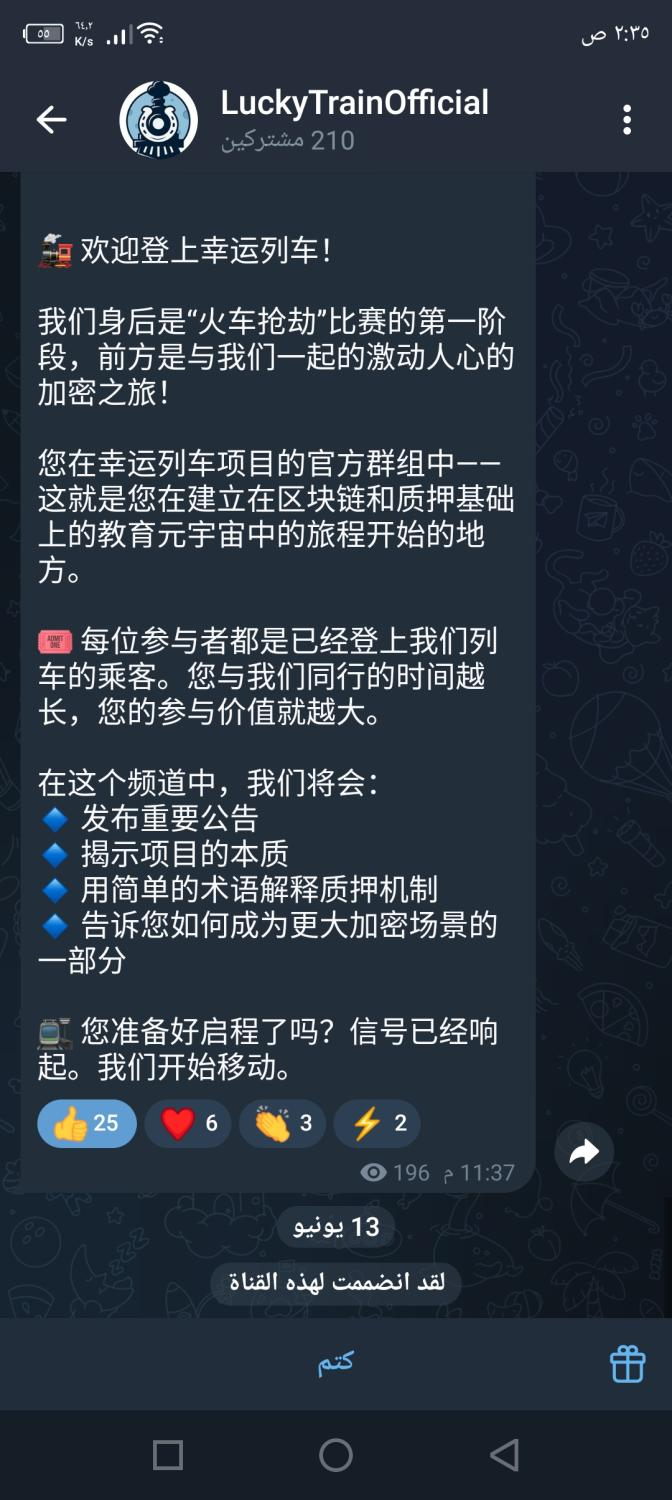 ٥٥
٦٤,٢
K/s
٢:٣٥ ص
LuckyTrainOfficial
210 مشتركين
🚂 欢迎登上幸运列车！
我们身后是“火车抢劫”比赛的第一阶
段，前方是与我们一起的激动人心的
加密之旅！
您在幸运列车项目的官方群组中——
这就是您在建立在区块链和质押基础
上的教育元宇宙中的旅程开始的地
方。
🎟 每位参与者都是已经登上我们列
车的乘客。您与我们同行的时间越
长，您的参与价值就越大。
在这个频道中，我们将会：
🔹 发布重要公告
🔹 揭示项目的本质
🔹 用简单的术语解释质押机制
🔹 告诉您如何成为更大加密场景的
一部分
🚉 您准备好启程了吗？信号已经响
起。我们开始移动。
👍 25 ❤ 6 👏 3 ⚡ 2
196 11:37 م
13 يونيو
لقد انضممت لهذه القناة
كتم